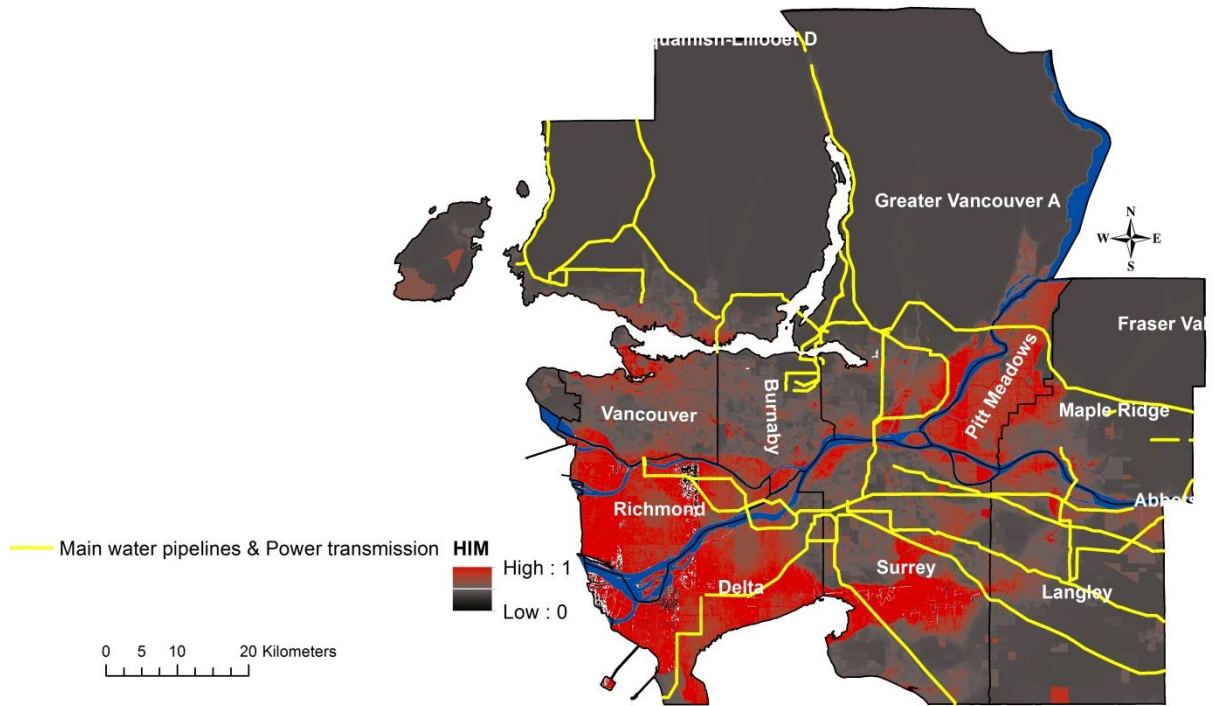 quamish-Lillooet D
Greater Vancouver A
N
W E
S
Fraser Val
Pitt Meadows
Maple Ridge
Vancouver
Burnaby
Abbots
Richmond
Main water pipelines & Power transmission
HIM
High : 1
Low : 0
Surrey
Delta
Langley
0 5 10 20 Kilometers